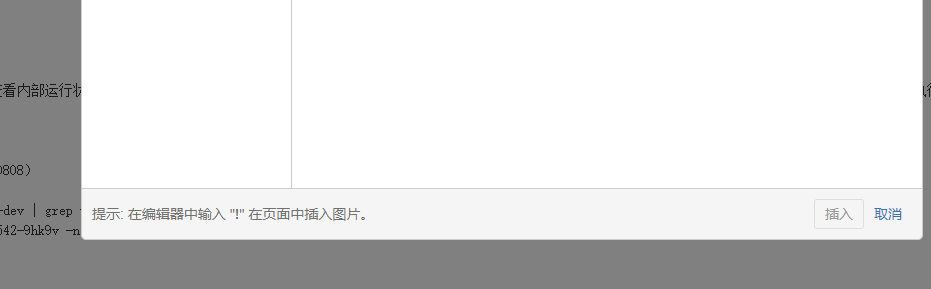 看内部运行状
0808）
-dev | grep
提示: 在编辑器中输入 "!" 在页面中插入图片。
插入 取消
542-9hk9v -n